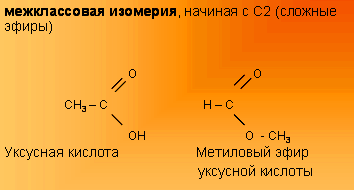 межклассовая изомерия, начиная с С2 (сложные
эфиры)
O O
CH3 – C H – C
OH O - CH3
Уксусная кислота Метиловый эфир
уксусной кислоты